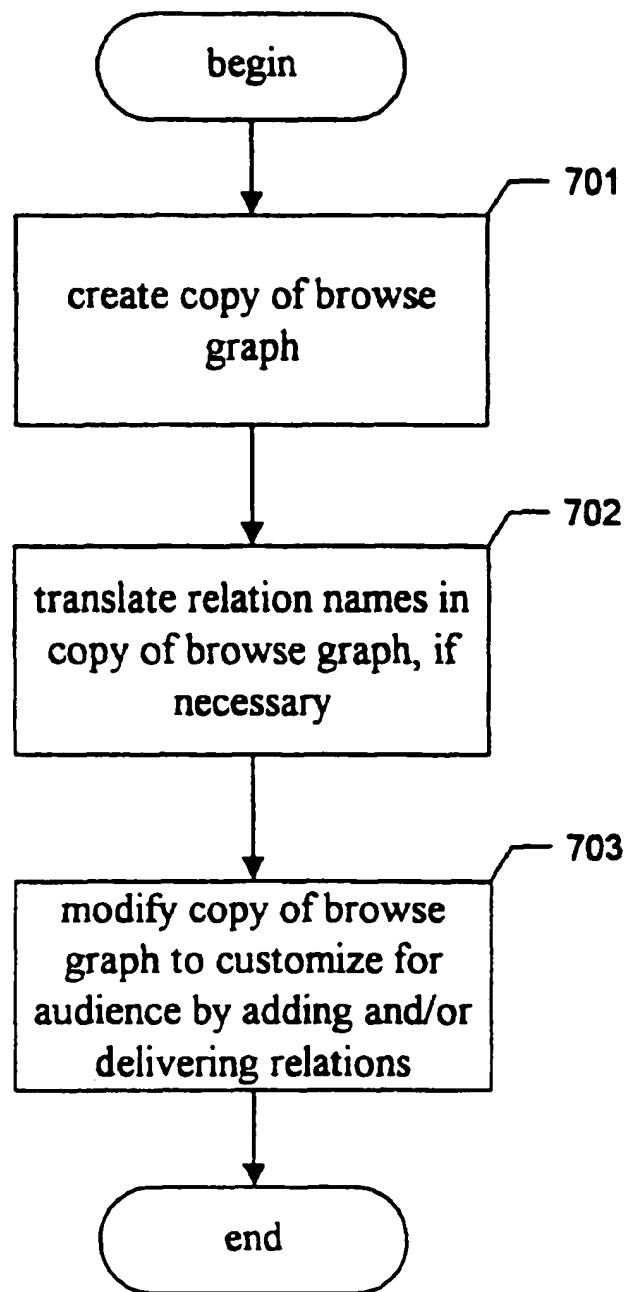 begin
701
create copy of browse
graph
702
translate relation names in
copy of browse graph, if
necessary
703
modify copy of browse
graph to customize for
audience by adding and/or
delivering relations
end